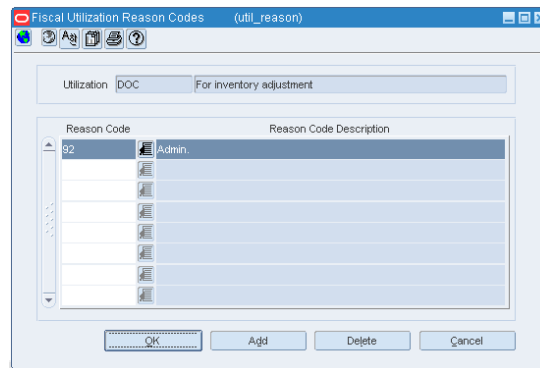 Fiscal Utilization Reason Codes (util_reason)
Utilization DOC For inventory adjustment
Reason Code Reason Code Description
92 Admin.
OK Add Delete Cancel